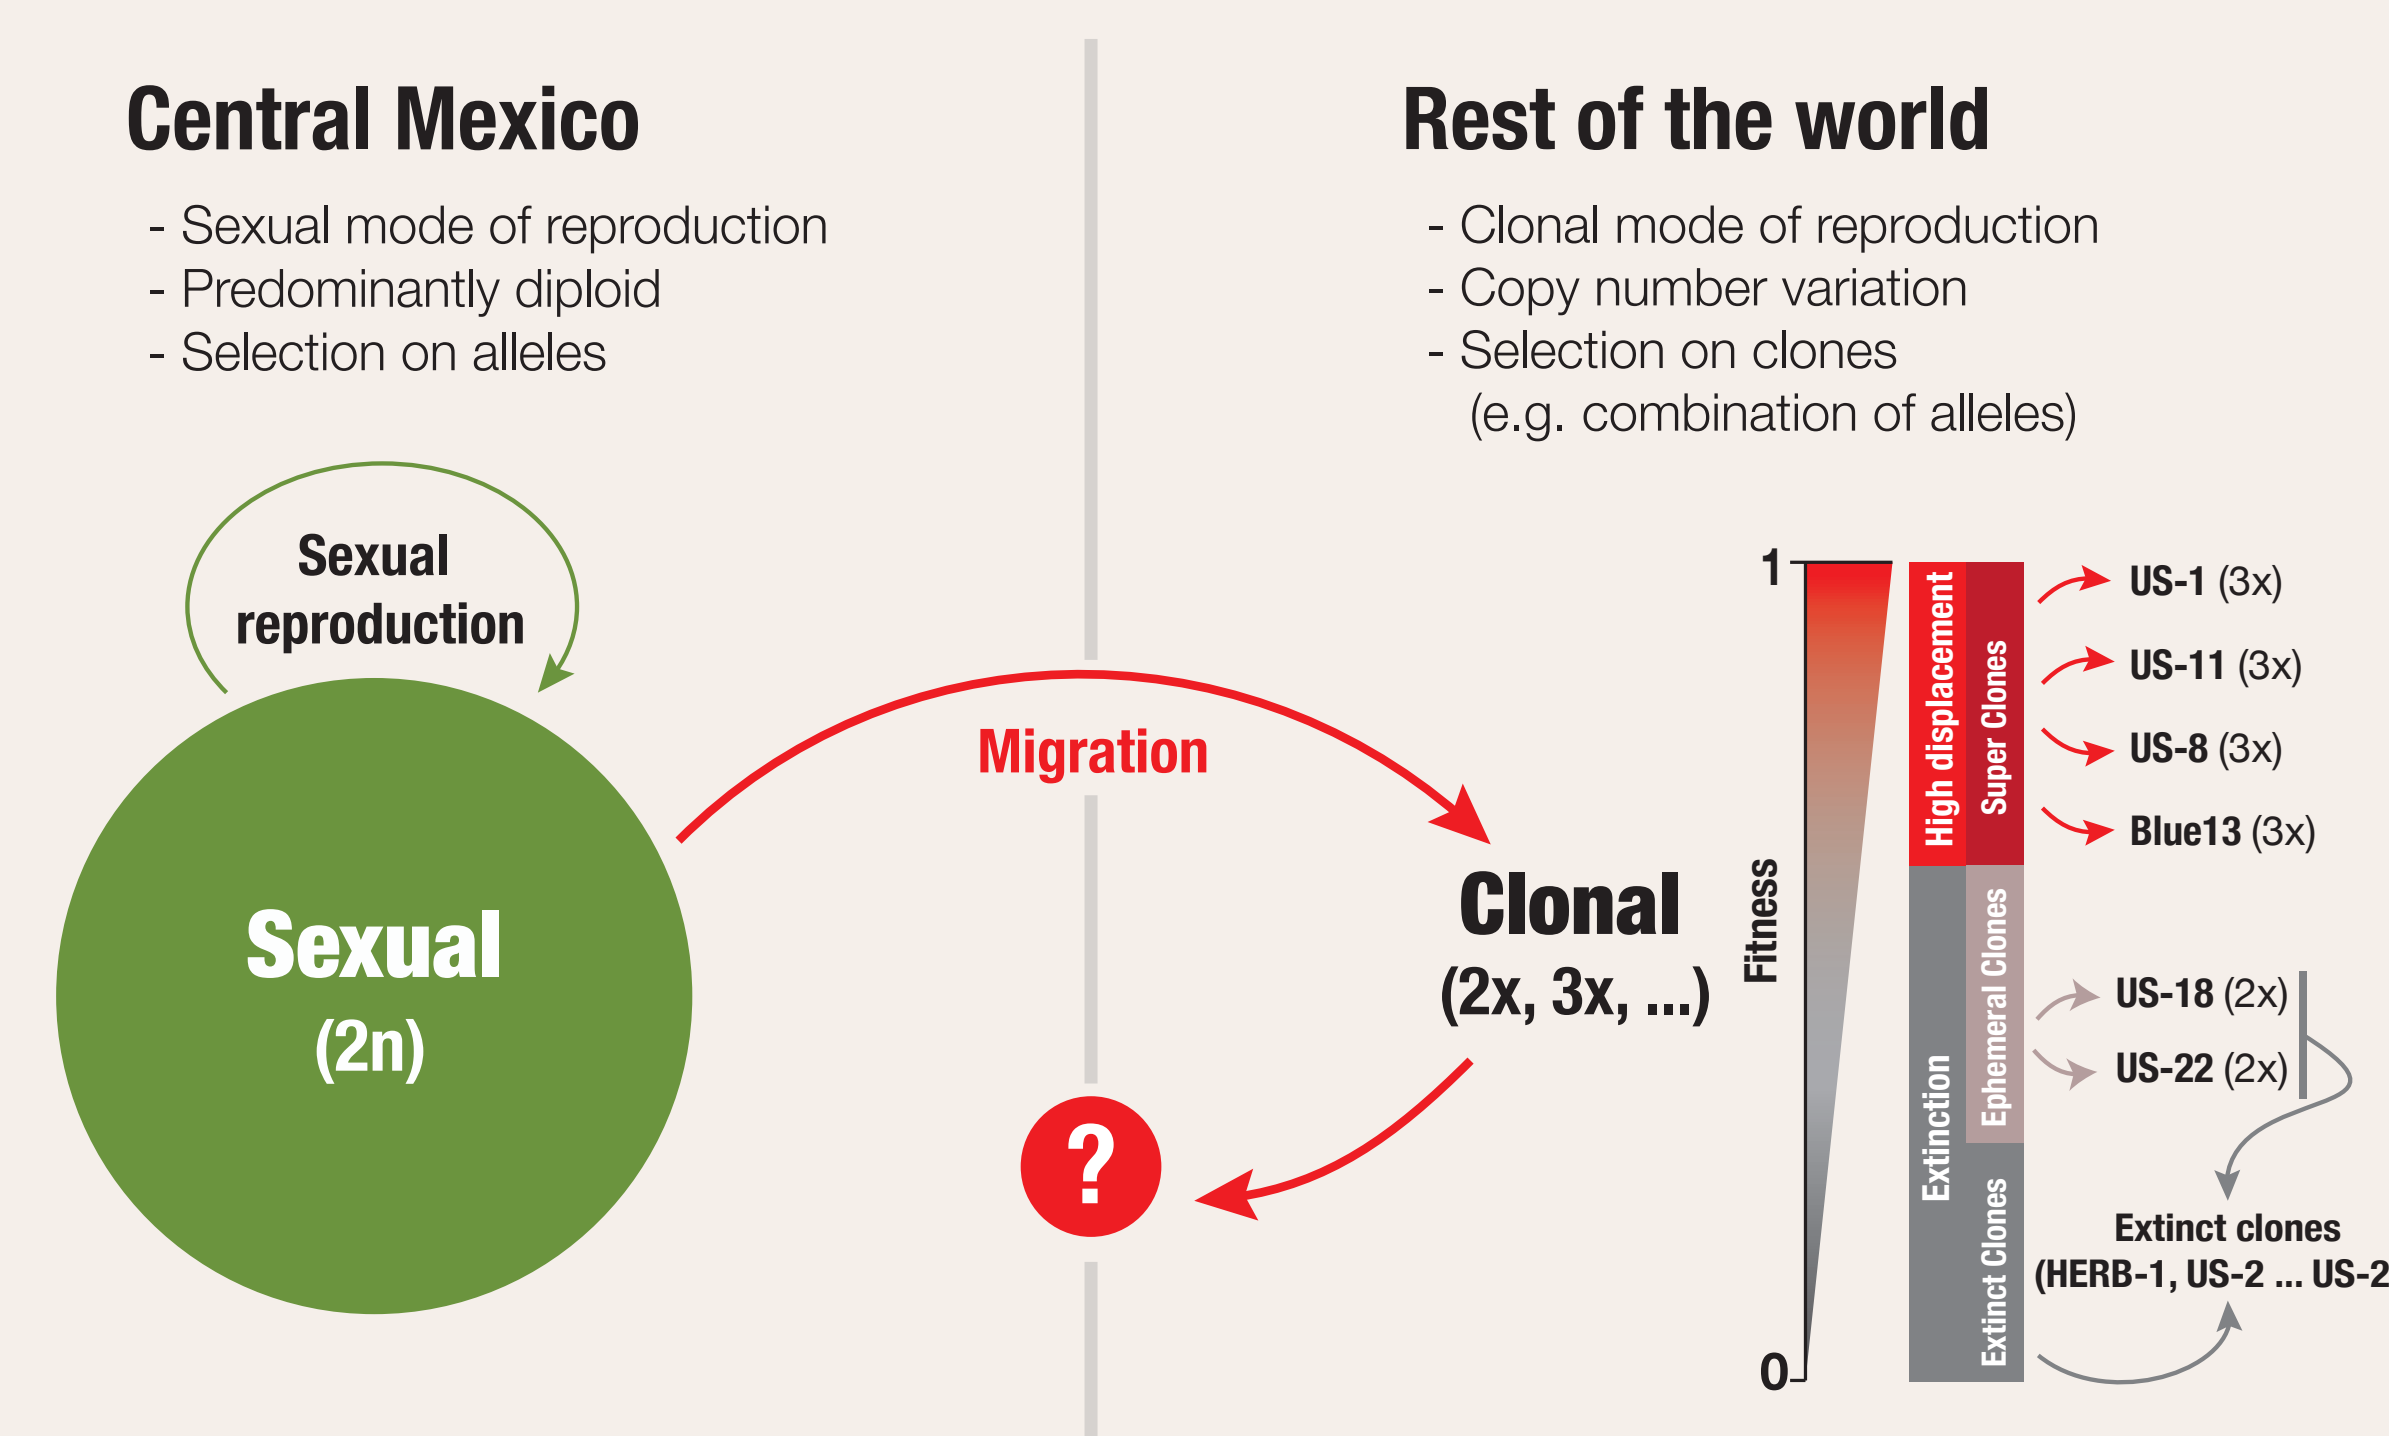 Central Mexico
- Sexual mode of reproduction
- Predominantly diploid
- Selection on alleles
Sexual
reproduction
Sexual
(2n)
Migration
?
Rest of the world
- Clonal mode of reproduction
- Copy number variation
- Selection on clones
(e.g. combination of alleles)
Clonal
(2x, 3x, ...)
Fitness
1
0
High displacement
Super Clones
Extinction
Ephemeral Clones
Extinct Clones
US-1 (3x)
US-11 (3x)
US-8 (3x)
Blue13 (3x)
US-18 (2x)
US-22 (2x)
Extinct clones
(HERB-1, US-2 ... US-2